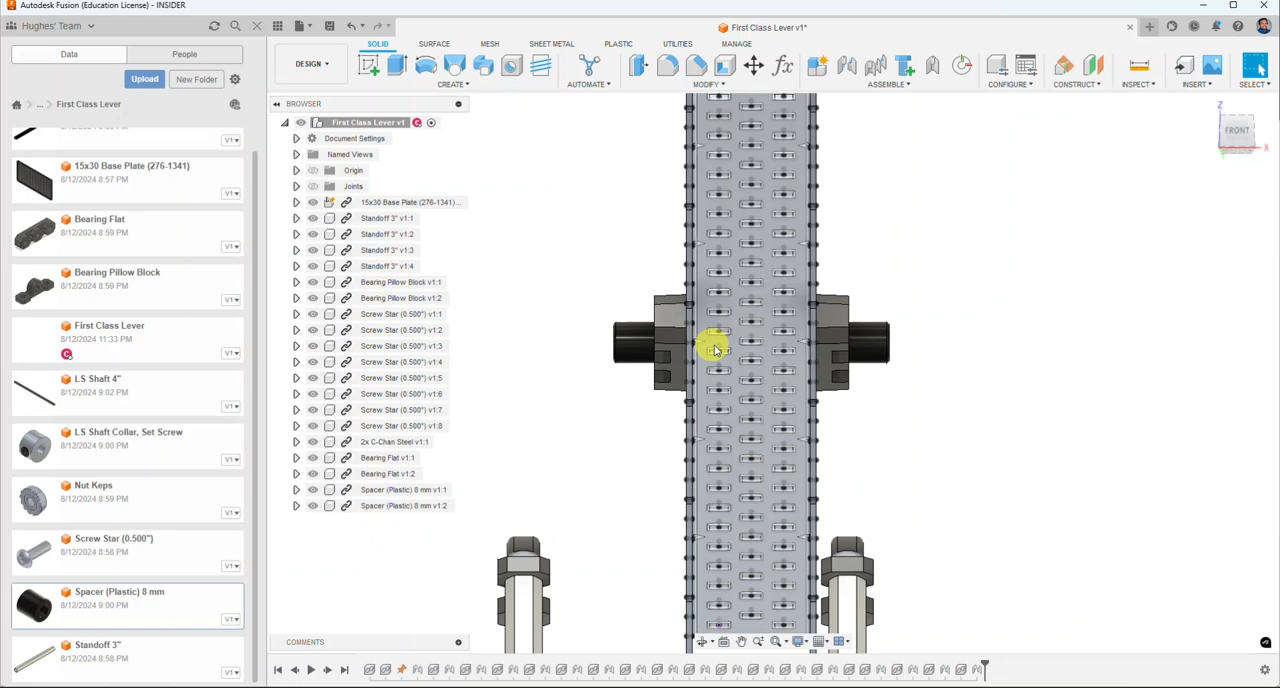 Autodesk Fusion (Education License) - INSIDER
Hughes' Team
First Class Lever v1*
Data
People
Upload
New Folder
... First Class Lever
V1
15x30 Base Plate (276-1341)
8/12/2024 8:57 PM
V1
Bearing Flat
8/12/2024 8:59 PM
V1
Bearing Pillow Block
8/12/2024 8:59 PM
V1
First Class Lever
8/12/2024 11:33 PM
V1
LS Shaft 4"
8/12/2024 9:02 PM
V1
LS Shaft Collar, Set Screw
8/12/2024 9:00 PM
V1
Nut Keps
8/12/2024 8:59 PM
V1
Screw Star (0.500")
8/12/2024 8:58 PM
V1
Spacer (Plastic) 8 mm
8/12/2024 9:00 PM
V1
Standoff 3"
8/12/2024 8:58 PM
V1
DESIGN
SOLID
SURFACE
MESH
SHEET METAL
PLASTIC
UTILITIES
MANAGE
fx
CREATE
AUTOMATE
MODIFY
ASSEMBLE
CONFIGURE
CONSTRUCT
INSPECT
INSERT
SELECT
BROWSER
First Class Lever v1
Document Settings
Named Views
Origin
Joints
15x30 Base Plate (276-1341)...
Standoff 3" v1:1
Standoff 3" v1:2
Standoff 3" v1:3
Standoff 3" v1:4
Bearing Pillow Block v1:1
Bearing Pillow Block v1:2
Screw Star (0.500") v1:1
Screw Star (0.500") v1:2
Screw Star (0.500") v1:3
Screw Star (0.500") v1:4
Screw Star (0.500") v1:5
Screw Star (0.500") v1:6
Screw Star (0.500") v1:7
Screw Star (0.500") v1:8
2x C-Chan Steel v1:1
Bearing Flat v1:1
Bearing Flat v1:2
Spacer (Plastic) 8 mm v1:1
Spacer (Plastic) 8 mm v1:2
Z
FRONT
X
COMMENTS